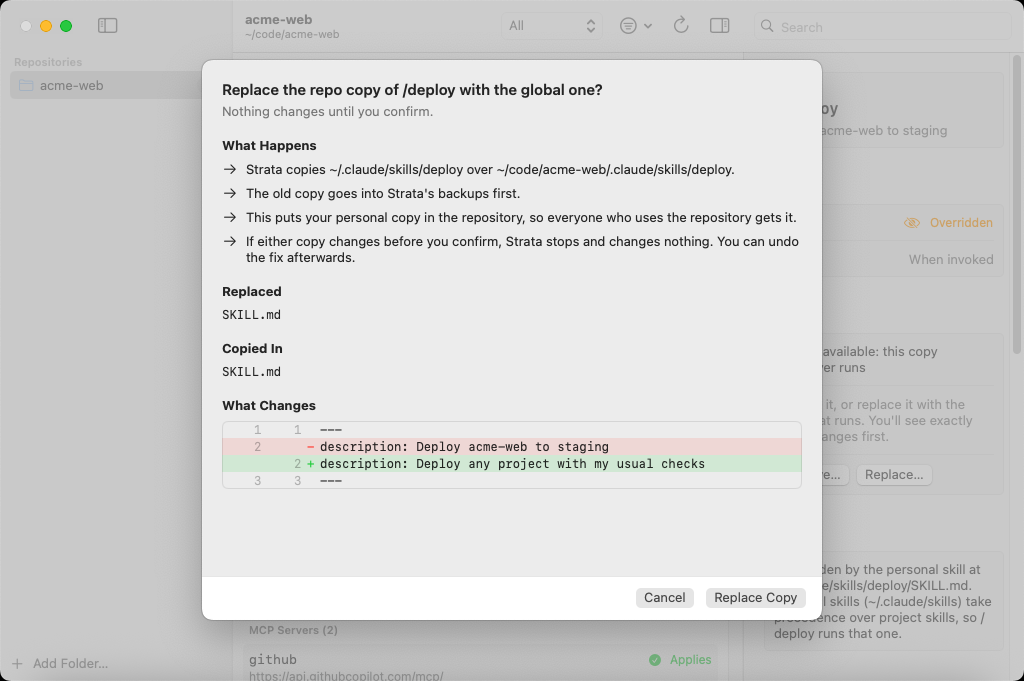 acme-web
~/code/acme-web
All
Search
Repositories
acme-web
Replace the repo copy of /deploy with the global one?
Nothing changes until you confirm.
What Happens
→ Strata copies ~/.claude/skills/deploy over ~/code/acme-web/.claude/skills/deploy.
→ The old copy goes into Strata's backups first.
→ This puts your personal copy in the repository, so everyone who uses the repository gets it.
→ If either copy changes before you confirm, Strata stops and changes nothing. You can undo
the fix afterwards.
Replaced
SKILL.md
Copied In
SKILL.md
What Changes
1 1 ---
2 - description: Deploy acme-web to staging
2 + description: Deploy any project with my usual checks
3 3 ---
Cancel
Replace Copy
oy
acme-web to staging
Overridden
When invoked
available: this copy
er runs
it, or replace it with the
at runs. You'll see exactly
anges first.
e...
Replace...
den by the personal skill at
e/skills/deploy/SKILL.md.
l skills (~/.claude/skills) take
precedence over project skills, so /
deploy runs that one.
MCP Servers (2)
github
Applies
https://api.githubcopilot.com/mcp/
+ Add Folder...